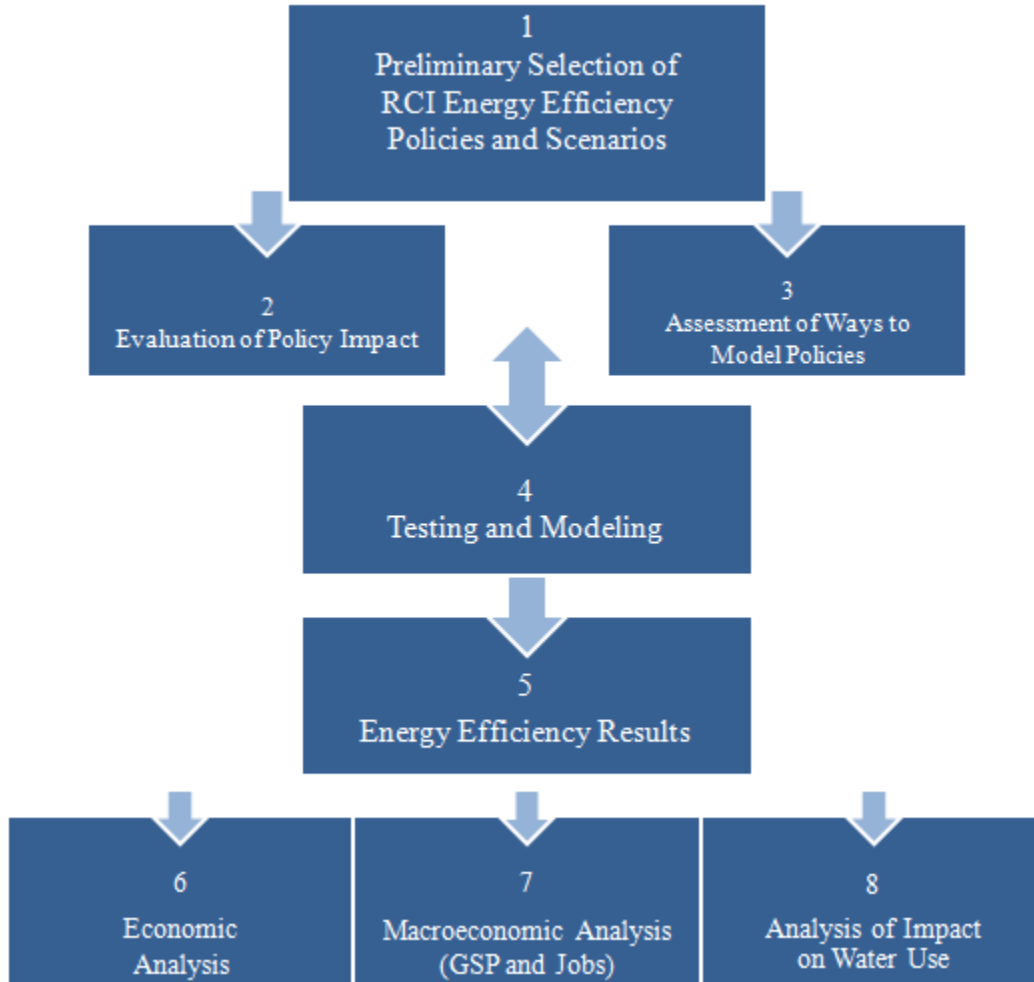 1
Preliminary Selection of
RCI Energy Efficiency
Policies and Scenarios
2
Evaluation of Policy Impact
3
Assessment of Ways to
Model Policies
4
Testing and Modeling
5
Energy Efficiency Results
6
Economic
Analysis
7
Macroeconomic Analysis
(GSP and Jobs)
8
Analysis of Impact
on Water Use